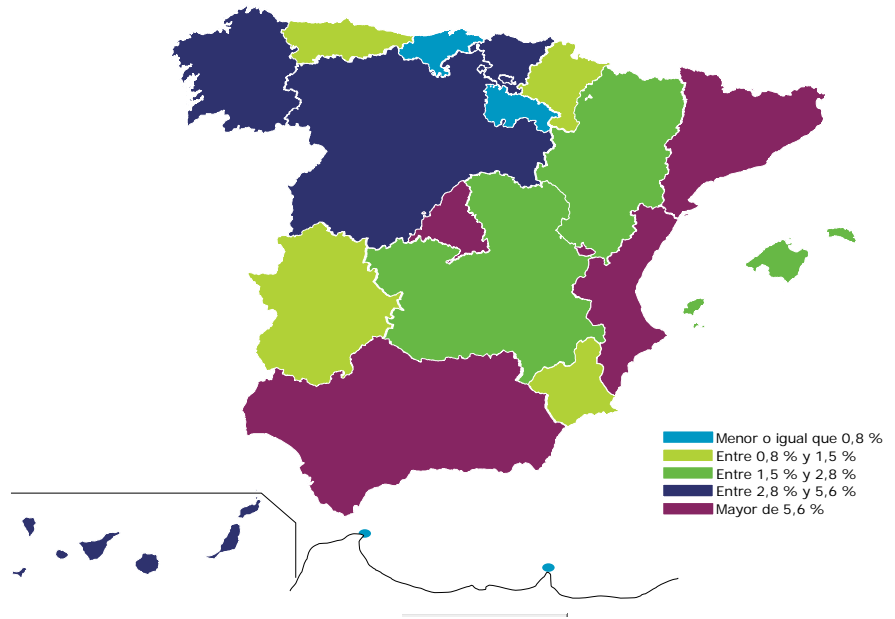 Menor o igual que 0,8 %
Entre 0,8 % y 1,5 %
Entre 1,5 % y 2,8 %
Entre 2,8 % y 5,6 %
Mayor de 5,6 %